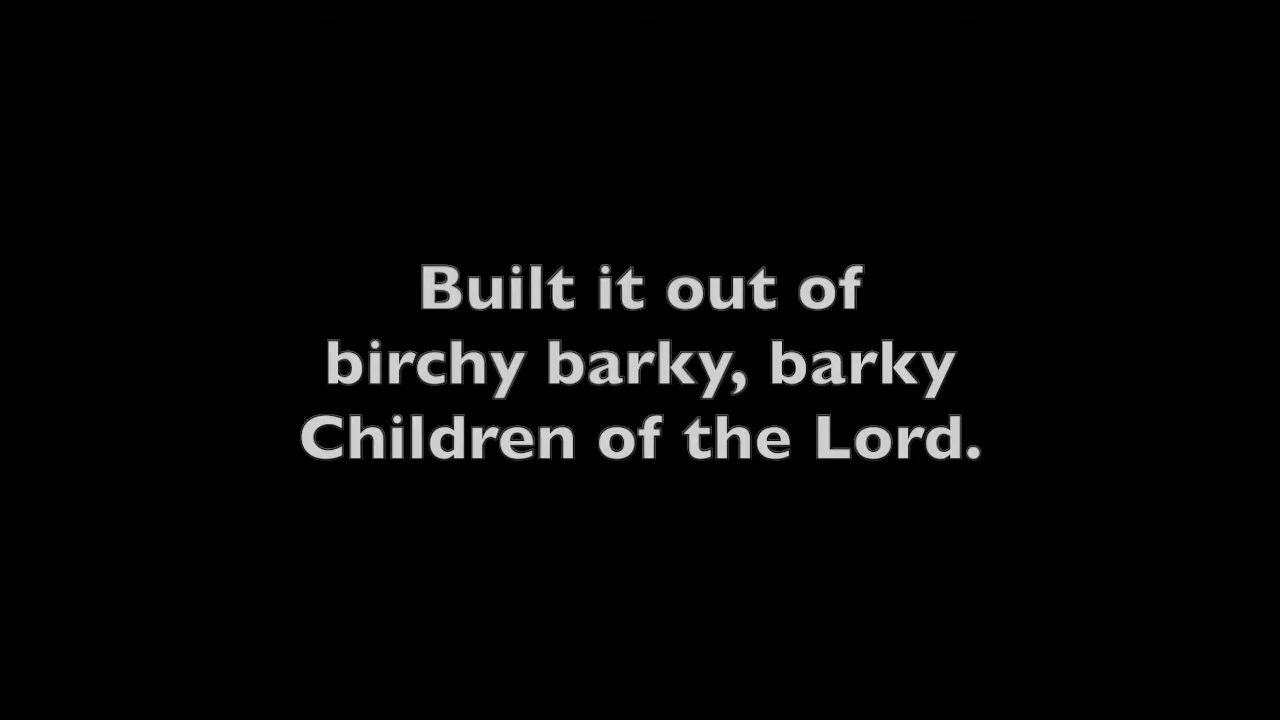 Built it out of
birchy barky, barky
Children of the Lord.